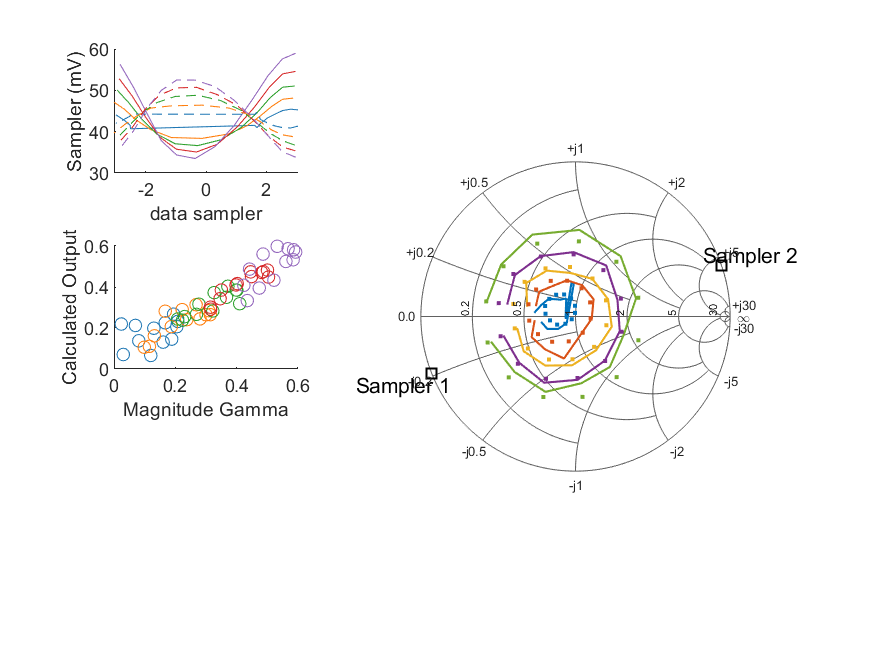 60
50
40
30
Sampler (mV)
-2 0 2
data sampler
0.6
0.4
0.2
0
Calculated Output
0 0.2 0.4 0.6
Magnitude Gamma
+j1
+j0.5
+j2
+j0.2
Sampler 2
0.0
0.2
0.5
1
2
5
30
+j30
∞
-j30
Sampler 1
-j5
-j0.5
-j2
-j1